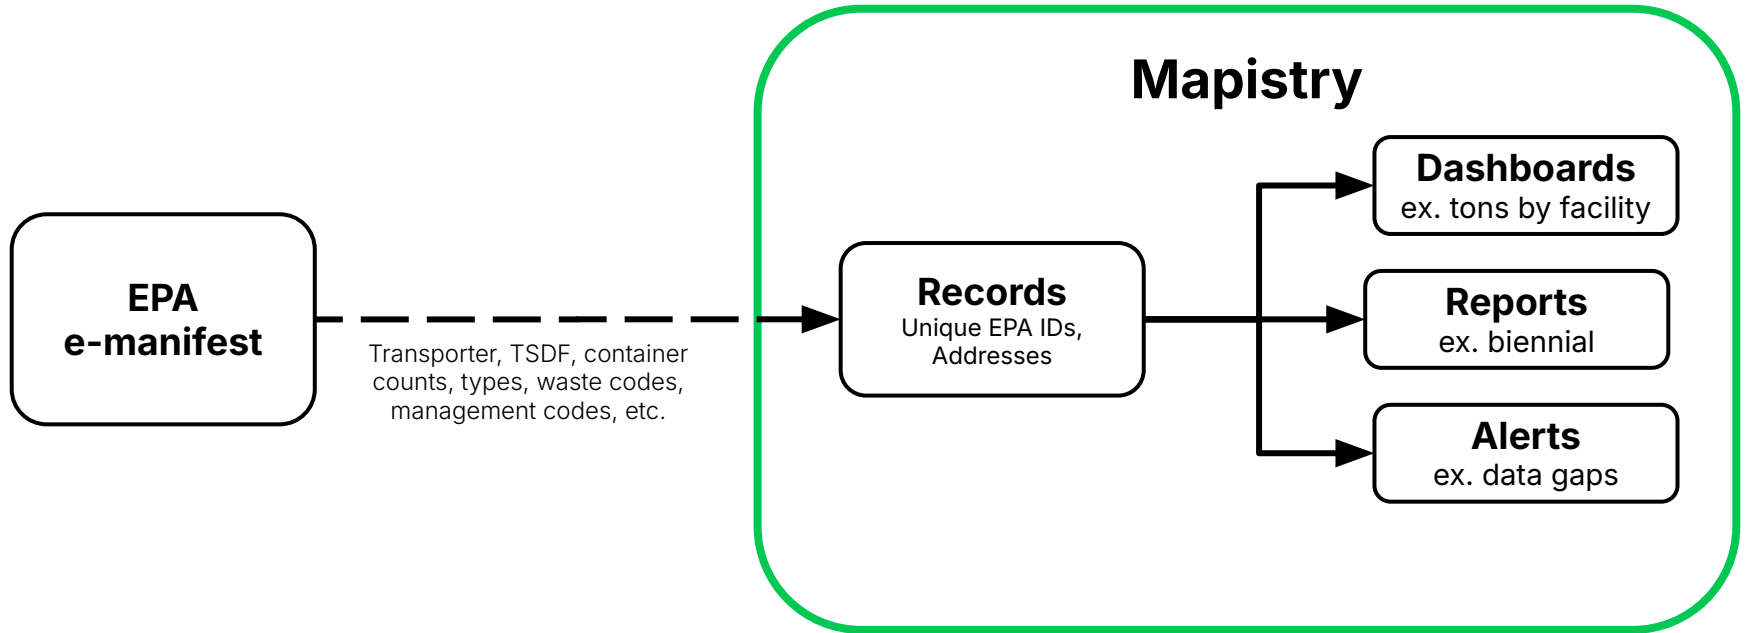 Mapistry
EPA
e-manifest
Transporter, TSDF, container
counts, types, waste codes,
management codes, etc.
Records
Unique EPA IDs,
Addresses
Dashboards
ex. tons by facility
Reports
ex. biennial
Alerts
ex. data gaps